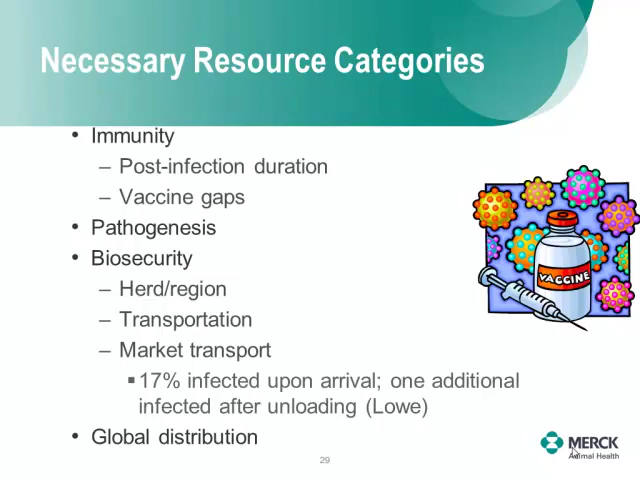 Necessary Resource Categories
• Immunity
– Post-infection duration
– Vaccine gaps
• Pathogenesis
• Biosecurity
– Herd/region
– Transportation
– Market transport
▪ 17% infected upon arrival; one additional
infected after unloading (Lowe)
• Global distribution
VACCINE
MERCK
Animal Health
29